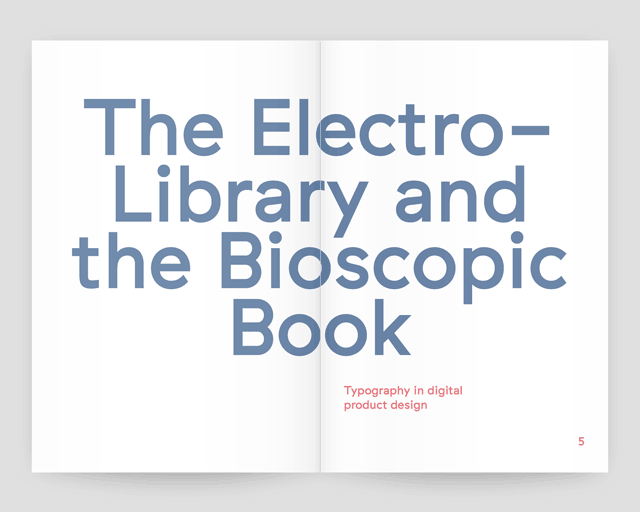 The Electro–
Library and
the Bioscopic
Book
Typography in digital
product design
5